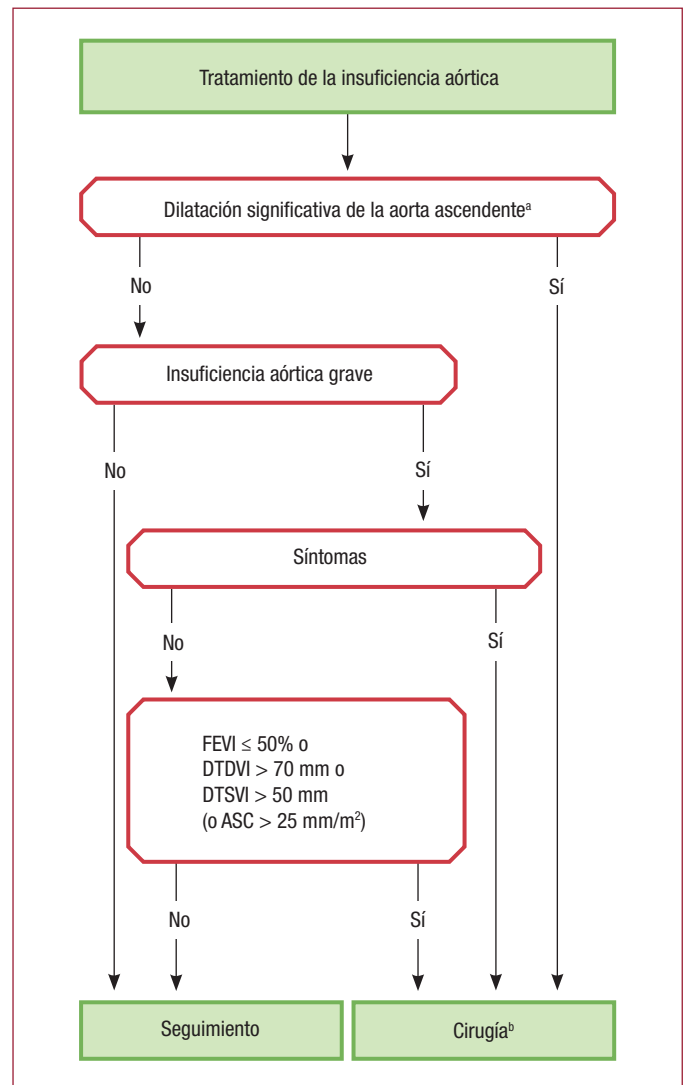 Tratamiento de la insuficiencia aórtica
Dilatación significativa de la aorta ascendenteᵃ
No
Sí
Insuficiencia aórtica grave
No
Sí
Síntomas
No
Sí
FEVI ≤ 50% o
DTDVI > 70 mm o
DTSVI > 50 mm
(o ASC > 25 mm/m²)
No
Sí
Seguimiento
Cirugíaᵇ